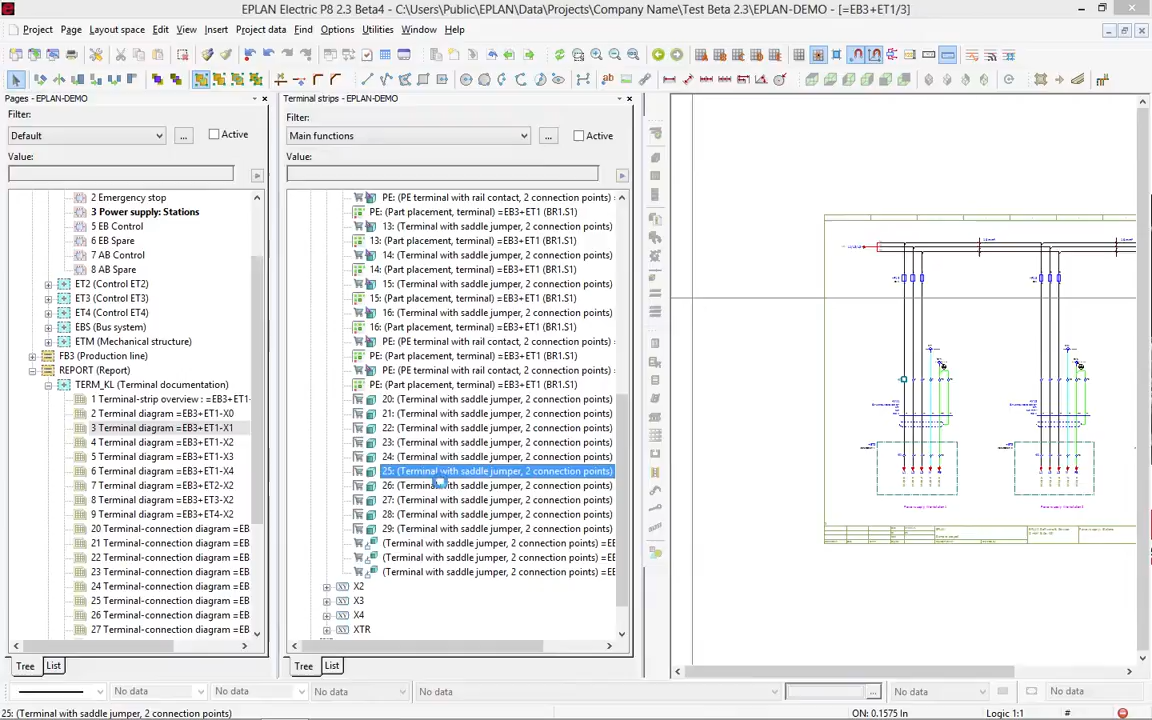 EPLAN Electric P8 2.3 Beta4 - C:\Users\Public\EPLAN\Data\Projects\Company Name\Test Beta 2.3\EPLAN-DEMO - [=EB3+ET1/3]
Project Page Layout space Edit View Insert Project data Find Options Utilities Window Help
Pages - EPLAN-DEMO
Filter:
Default
...
Active
Value:
2 Emergency stop
3 Power supply: Stations
5 EB Control
6 EB Spare
7 AB Control
8 AB Spare
ET2 (Control ET2)
ET3 (Control ET3)
ET4 (Control ET4)
EBS (Bus system)
ETM (Mechanical structure)
FB3 (Production line)
REPORT (Report)
TERM_KL (Terminal documentation)
1 Terminal-strip overview : =EB3+ET1-
2 Terminal diagram =EB3+ET1-X0
3 Terminal diagram =EB3+ET1-X1
4 Terminal diagram =EB3+ET1-X2
5 Terminal diagram =EB3+ET1-X3
6 Terminal diagram =EB3+ET1-X4
7 Terminal diagram =EB3+ET2-X2
8 Terminal diagram =EB3+ET3-X2
9 Terminal diagram =EB3+ET4-X2
20 Terminal-connection diagram =EB
21 Terminal-connection diagram =EB
22 Terminal-connection diagram =EB
23 Terminal-connection diagram =EB
24 Terminal-connection diagram =EB
25 Terminal-connection diagram =EB
26 Terminal-connection diagram =EB
27 Terminal-connection diagram =EB
Tree List
Terminal strips - EPLAN-DEMO
Filter:
Main functions
...
Active
Value:
PE: (PE terminal with rail contact, 2 connection points) :
PE: (Part placement, terminal) =EB3+ET1 (BR1.S1)
13: (Terminal with saddle jumper, 2 connection points)
13: (Part placement, terminal) =EB3+ET1 (BR1.S1)
14: (Terminal with saddle jumper, 2 connection points)
14: (Part placement, terminal) =EB3+ET1 (BR1.S1)
15: (Terminal with saddle jumper, 2 connection points)
15: (Part placement, terminal) =EB3+ET1 (BR1.S1)
16: (Terminal with saddle jumper, 2 connection points)
16: (Part placement, terminal) =EB3+ET1 (BR1.S1)
PE: (PE terminal with rail contact, 2 connection points) :
PE: (Part placement, terminal) =EB3+ET1 (BR1.S1)
PE: (PE terminal with rail contact, 2 connection points) :
PE: (Part placement, terminal) =EB3+ET1 (BR1.S1)
20: (Terminal with saddle jumper, 2 connection points)
21: (Terminal with saddle jumper, 2 connection points)
22: (Terminal with saddle jumper, 2 connection points)
23: (Terminal with saddle jumper, 2 connection points)
24: (Terminal with saddle jumper, 2 connection points)
25: (Terminal with saddle jumper, 2 connection points)
26: (Terminal with saddle jumper, 2 connection points)
27: (Terminal with saddle jumper, 2 connection points)
28: (Terminal with saddle jumper, 2 connection points)
29: (Terminal with saddle jumper, 2 connection points)
(Terminal with saddle jumper, 2 connection points) =EE
(Terminal with saddle jumper, 2 connection points) =EE
X2
X3
X4
XTR
Tree List
No data No data No data No data ... No data No data
25: (Terminal with saddle jumper, 2 connection points) ON: 0.1575 In Logic 1:1 #